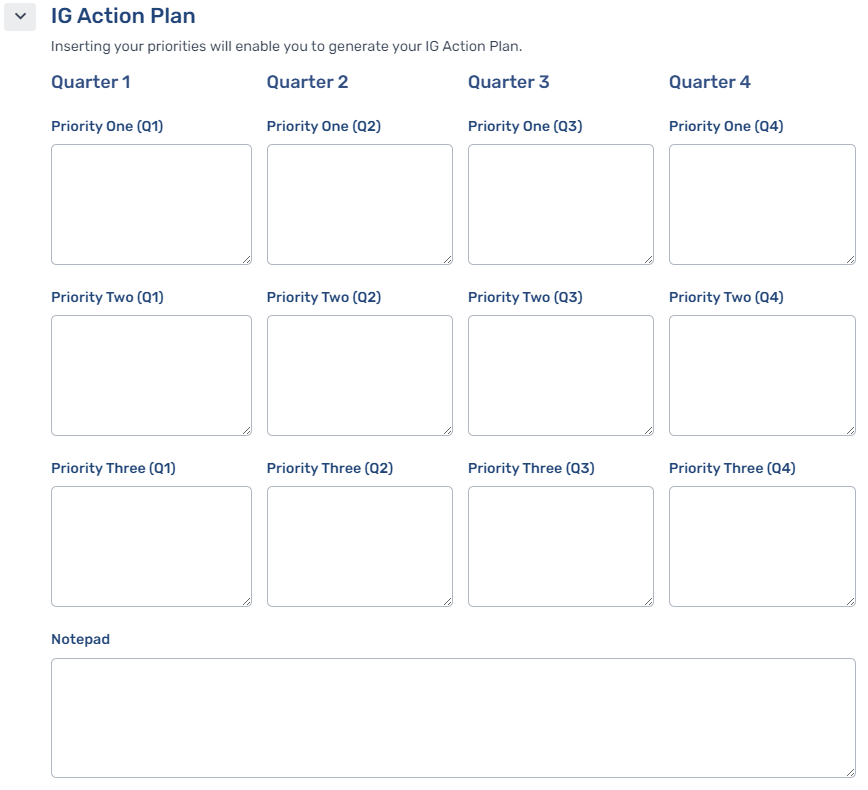 IG Action Plan
Inserting your priorities will enable you to generate your IG Action Plan.
Quarter 1 Quarter 2 Quarter 3 Quarter 4
Priority One (Q1) Priority One (Q2) Priority One (Q3) Priority One (Q4)
Priority Two (Q1) Priority Two (Q2) Priority Two (Q3) Priority Two (Q4)
Priority Three (Q1) Priority Three (Q2) Priority Three (Q3) Priority Three (Q4)
Notepad